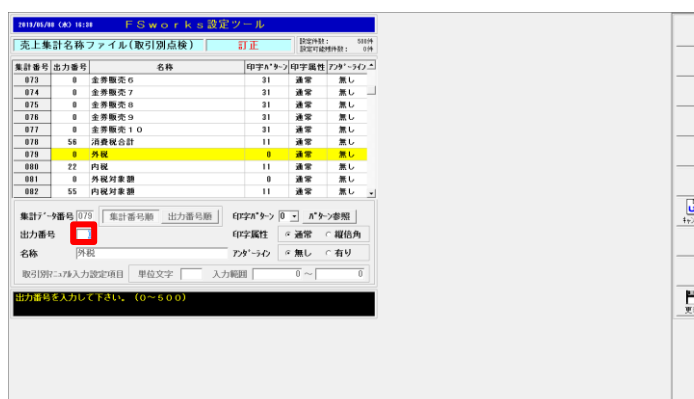 2019/05/08 (水) 16:38 FSworks設定ツール
売上集計名称ファイル(取引別点検) 訂正 設定件数: 500件
設定可能残件数: 0件
集計番号 出力番号 名称 印字パターン 印字属性 アンダーライン
073 0 金券販売6 31 通常 無し
074 0 金券販売7 31 通常 無し
075 0 金券販売8 31 通常 無し
076 0 金券販売9 31 通常 無し
077 0 金券販売10 31 通常 無し
078 56 消費税合計 11 通常 無し
079 0 外税 0 通常 無し
080 22 内税 11 通常 無し
081 0 外税対象額 0 通常 無し
082 55 内税対象額 11 通常 無し
集計データ番号 079 集計番号順 出力番号順 印字パターン 0 パターン参照
出力番号 印字属性 通常 縦倍角
名称 外税 アンダーライン 無し 有り
取引別マニュアル入力設定項目 単位文字 入力範囲 0 ~ 0
出力番号を入力して下さい。(0~500)